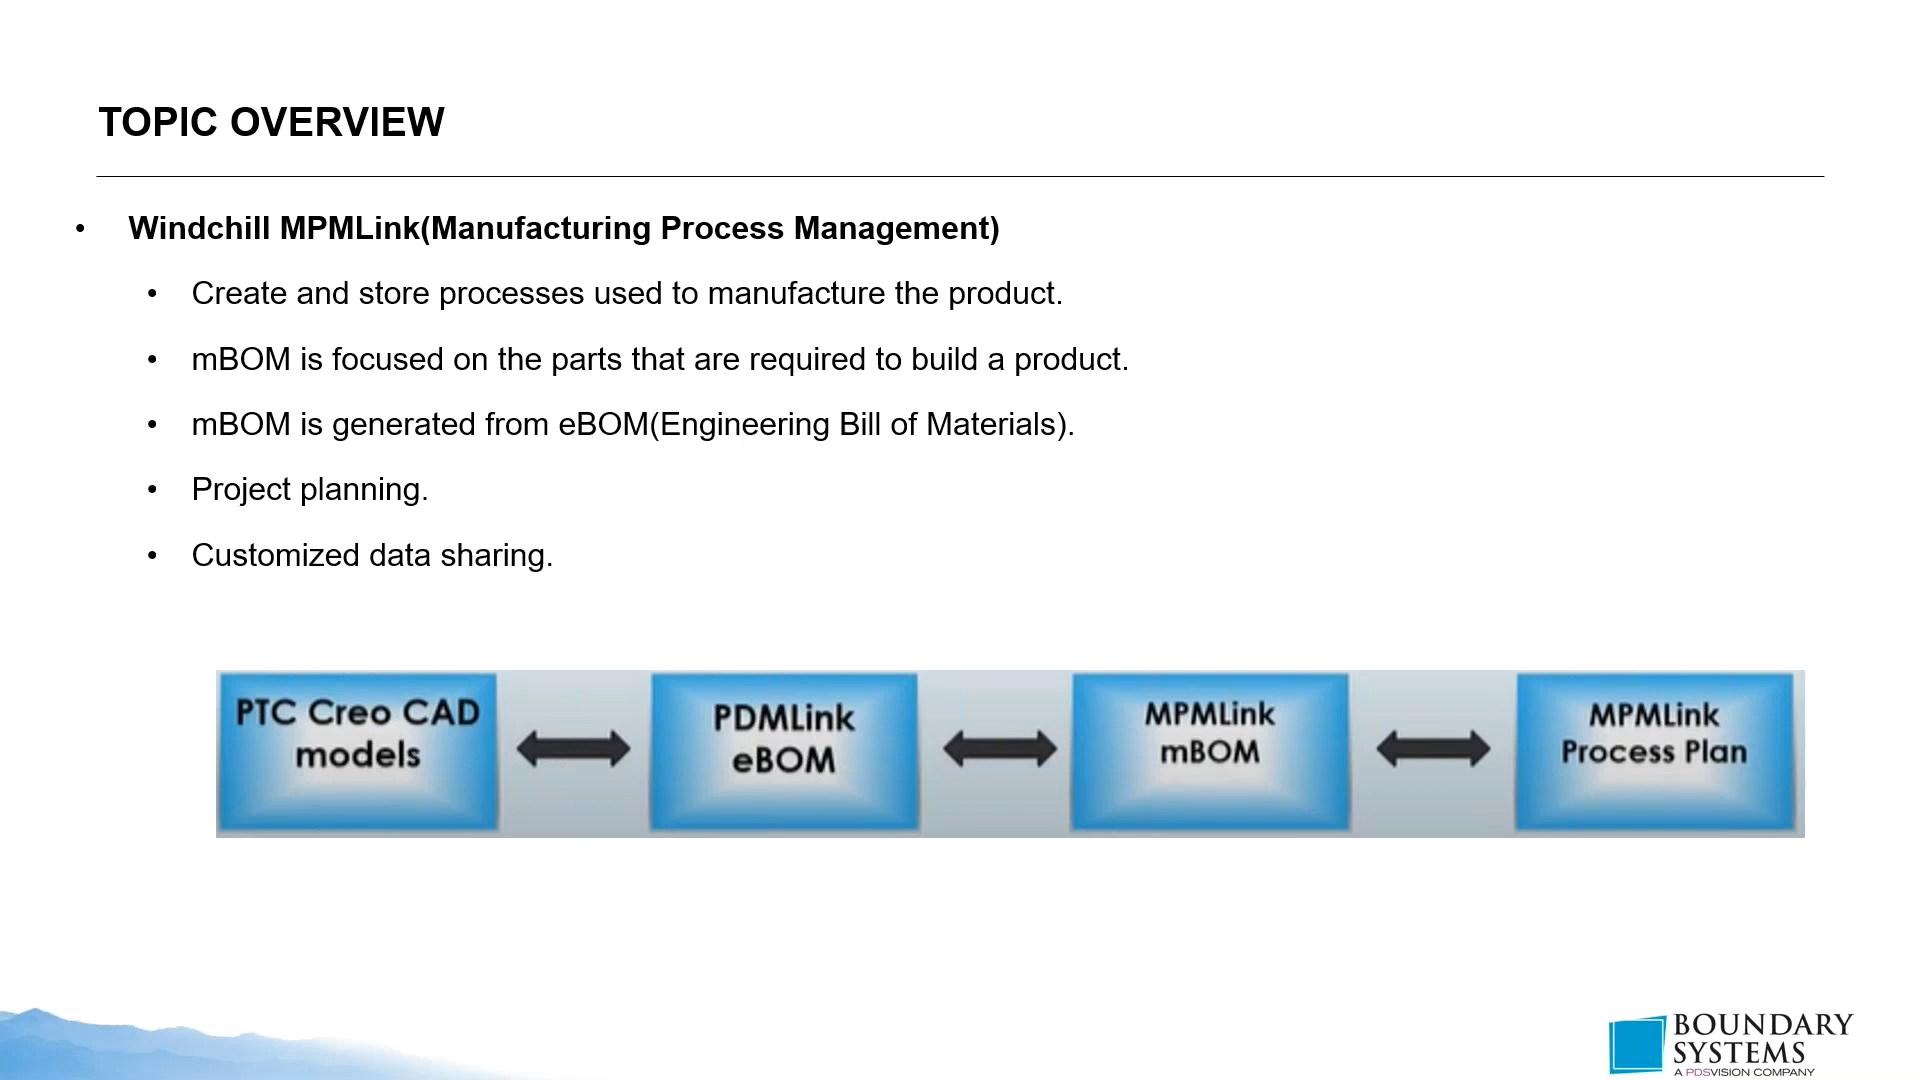 TOPIC OVERVIEW
• Windchill MPMLink(Manufacturing Process Management)
• Create and store processes used to manufacture the product.
• mBOM is focused on the parts that are required to build a product.
• mBOM is generated from eBOM(Engineering Bill of Materials).
• Project planning.
• Customized data sharing.
PTC Creo CAD
models
PDMLink
eBOM
MPMLink
mBOM
MPMLink
Process Plan
BOUNDARY
SYSTEMS
A PDSVISION COMPANY